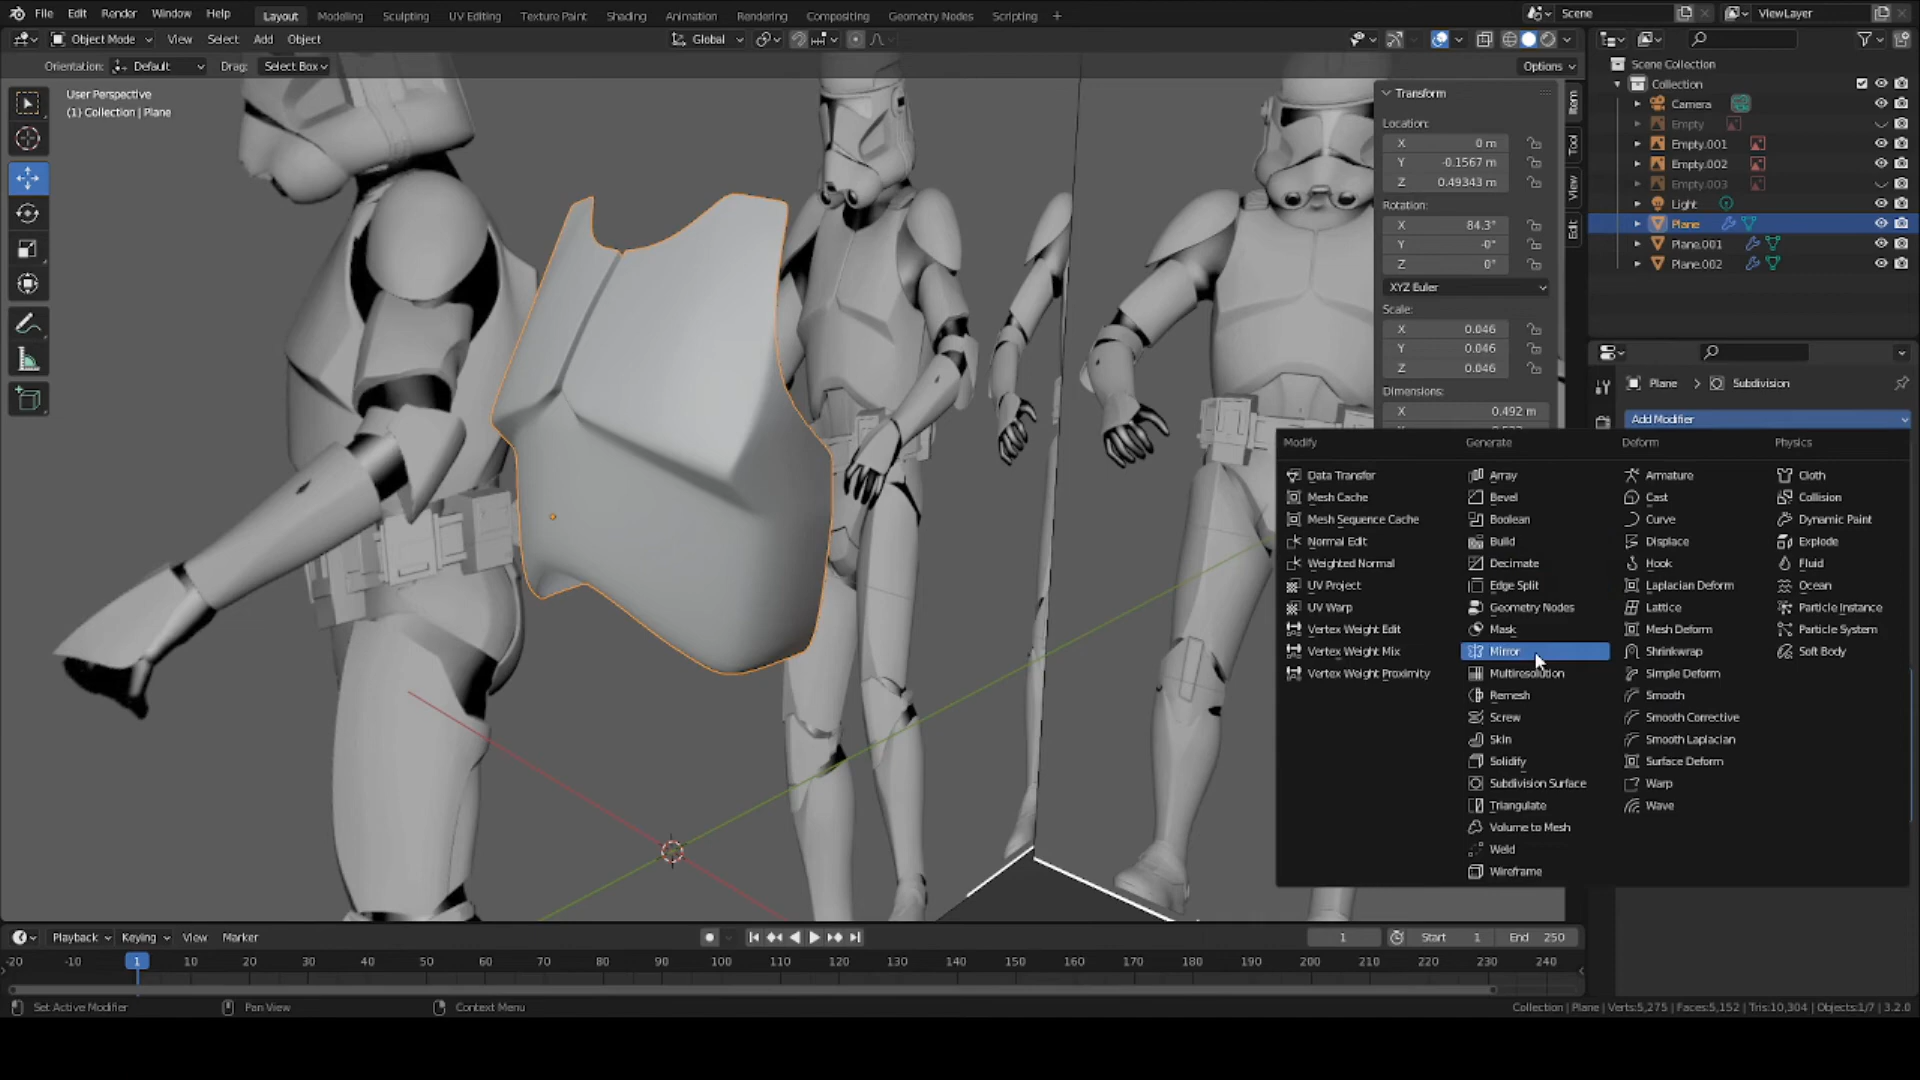 File Edit Render Window Help Layout Modeling Sculpting UV Editing Texture Paint Shading Animation Rendering Compositing Geometry Nodes Scripting + Scene ViewLayer
Object Mode View Select Add Object Global
Orientation: Default Drag: Select Box Options
User Perspective
(1) Collection | Plane
Transform
Location:
X 0 m
Y -0.1567 m
Z 0.49343 m
Rotation:
X 84.3°
Y -0°
Z 0°
XYZ Euler
Scale:
X 0.046
Y 0.046
Z 0.046
Dimensions:
X 0.492 m
Item
Tool
View
Edit
Scene Collection
Collection
Camera
Empty
Empty.001
Empty.002
Empty.003
Light
Plane
Plane.001
Plane.002
Plane > Subdivision
Add Modifier
Modify Generate Deform Physics
Data Transfer Array Armature Cloth
Mesh Cache Bevel Cast Collision
Mesh Sequence Cache Boolean Curve Dynamic Paint
Normal Edit Build Displace Explode
Weighted Normal Decimate Hook Fluid
UV Project Edge Split Laplacian Deform Ocean
UV Warp Geometry Nodes Lattice Particle Instance
Vertex Weight Edit Mask Mesh Deform Particle System
Vertex Weight Mix Mirror Shrinkwrap Soft Body
Vertex Weight Proximity Multiresolution Simple Deform
Remesh Smooth
Screw Smooth Corrective
Skin Smooth Laplacian
Solidify Surface Deform
Subdivision Surface Warp
Triangulate Wave
Volume to Mesh
Weld
Wireframe
Playback Keying View Marker 1 Start 1 End 250
-20 -10 1 10 20 30 40 50 60 70 80 90 100 110 120 130 140 150 160 170 180 190 200 210 220 230 240
Set Active Modifier Pan View Context Menu Collection | Plane | Verts:5,275 | Faces:5,152 | Tris:10,304 | Objects:1/7 | 3.2.0